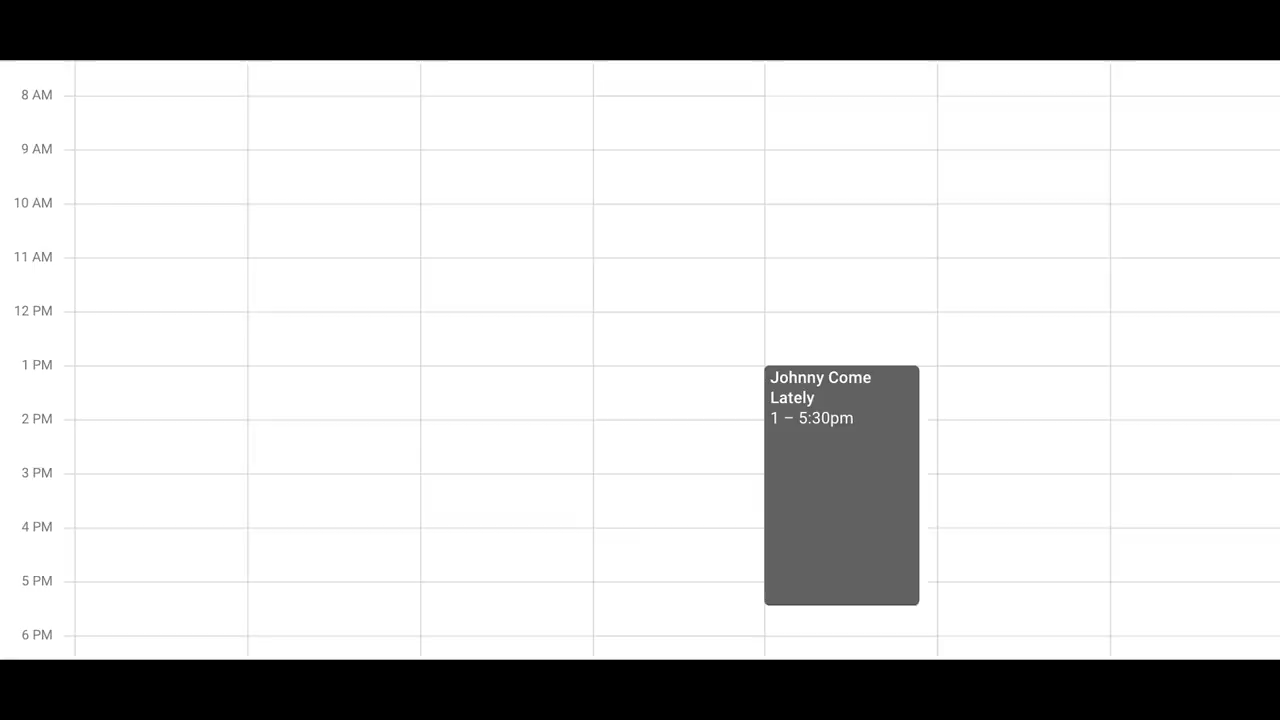 8 AM
9 AM
10 AM
11 AM
12 PM
1 PM
Johnny Come
Lately
1 – 5:30pm
2 PM
3 PM
4 PM
5 PM
6 PM